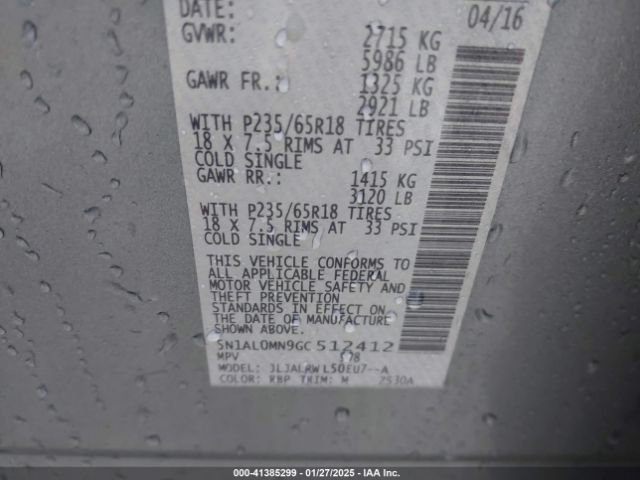 DATE: 04/16
GVWR: 2715 KG
5986 LB
GAWR FR.: 1325 KG
2921 LB
WITH P235/65R18 TIRES
18 X 7.5 RIMS AT 33 PSI
COLD SINGLE
GAWR RR.: 1415 KG
3120 LB
WITH P235/65R18 TIRES
18 X 7.5 RIMS AT 33 PSI
COLD SINGLE
THIS VEHICLE CONFORMS TO
ALL APPLICABLE FEDERAL
MOTOR VEHICLE SAFETY AND
THEFT PREVENTION
STANDARDS IN EFFECT ON
THE DATE OF MANUFACTURE
SHOWN ABOVE.
5N1AL0MN9GC512412
MPV
MODEL: JLJALRWL50EU7--A
COLOR: KBP TRIM: M 2530A
000-41385299 - 01/27/2025 - IAA Inc.